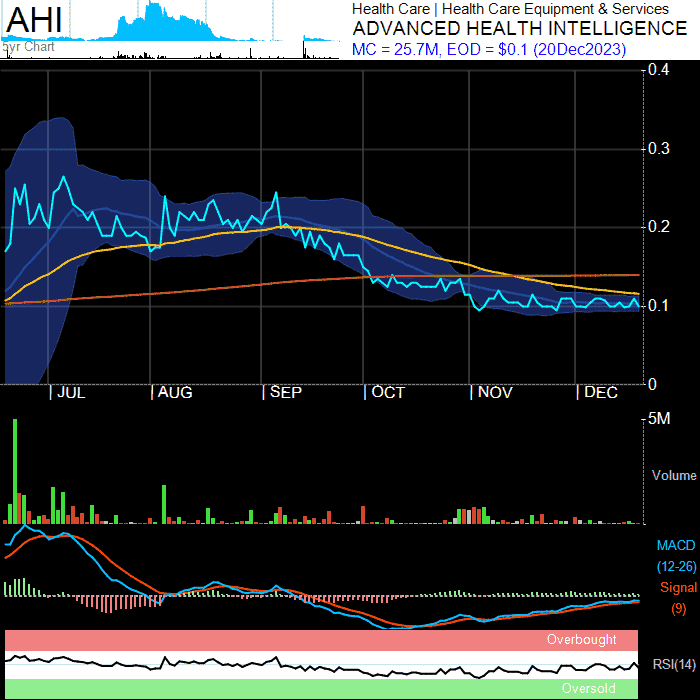 AHI
5yr Chart
Health Care | Health Care Equipment & Services
ADVANCED HEALTH INTELLIGENCE
MC = 25.7M, EOD = $0.1 (20Dec2023)
0.4
0.3
0.2
0.1
0
| JUL | AUG | SEP | OCT | NOV | DEC
5M
Volume
MACD
(12-26)
Signal
(9)
Overbought
RSI(14)
Oversold